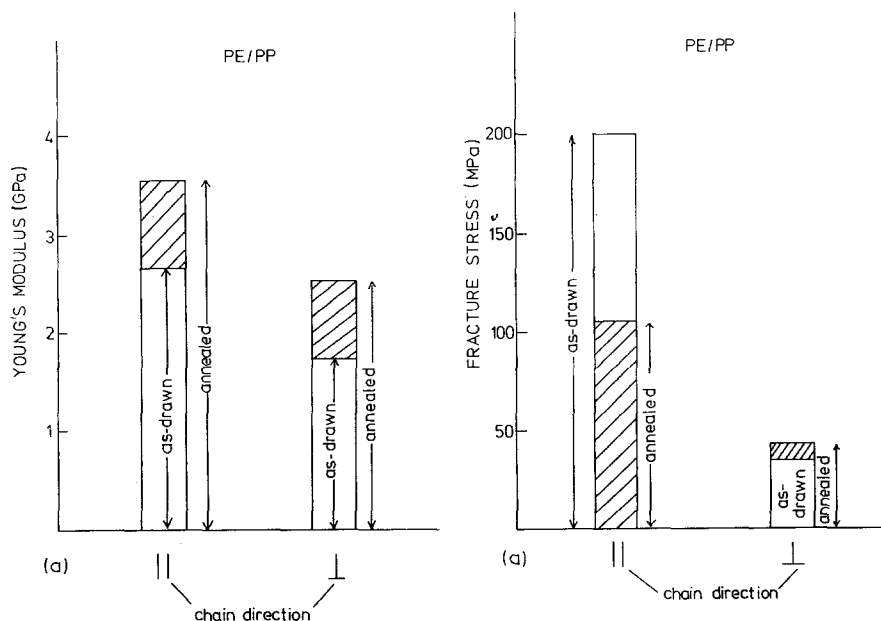 PE/PP
YOUNG'S MODULUS (GPa)
4
3
2
1
as-drawn
annealed
as-drawn
annealed
(a)
||
⊥
chain direction
PE/PP
FRACTURE STRESS (MPa)
200
150
100
50
as-drawn
annealed
as-
drawn
annealed
(a)
||
⊥
chain direction